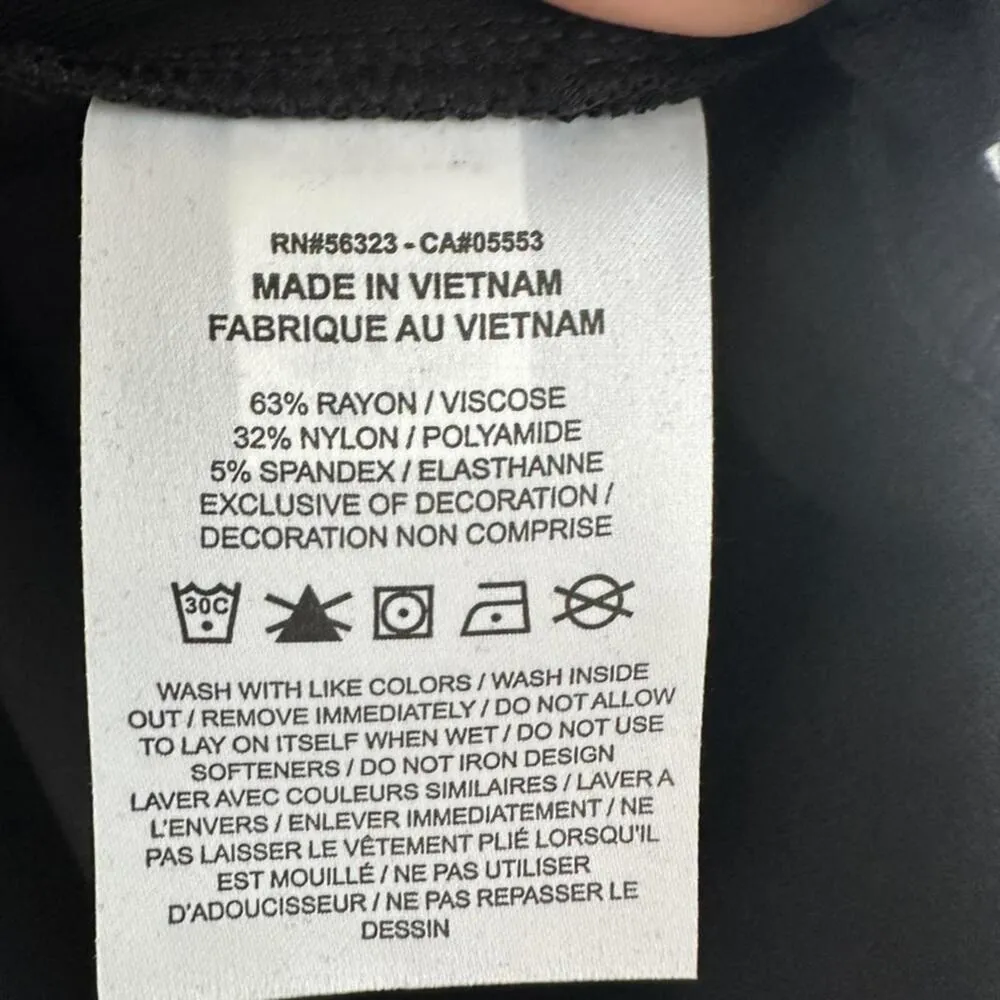 RN#56323 - CA#05553
MADE IN VIETNAM
FABRIQUE AU VIETNAM
63% RAYON / VISCOSE
32% NYLON / POLYAMIDE
5% SPANDEX / ELASTHANNE
EXCLUSIVE OF DECORATION /
DECORATION NON COMPRISE
30C
WASH WITH LIKE COLORS / WASH INSIDE
OUT / REMOVE IMMEDIATELY / DO NOT ALLOW
TO LAY ON ITSELF WHEN WET / DO NOT USE
SOFTENERS / DO NOT IRON DESIGN
LAVER AVEC COULEURS SIMILAIRES / LAVER A
L'ENVERS / ENLEVER IMMEDIATEMENT / NE
PAS LAISSER LE VÊTEMENT PLIÉ LORSQU'IL
EST MOUILLÉ / NE PAS UTILISER
D'ADOUCISSEUR / NE PAS REPASSER LE
DESSIN